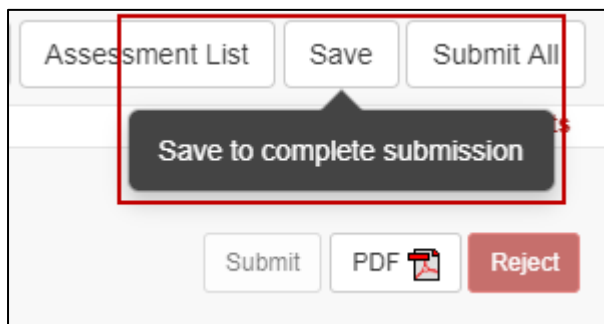 Assessment List Save Submit All
Save to complete submission
Submit PDF Reject